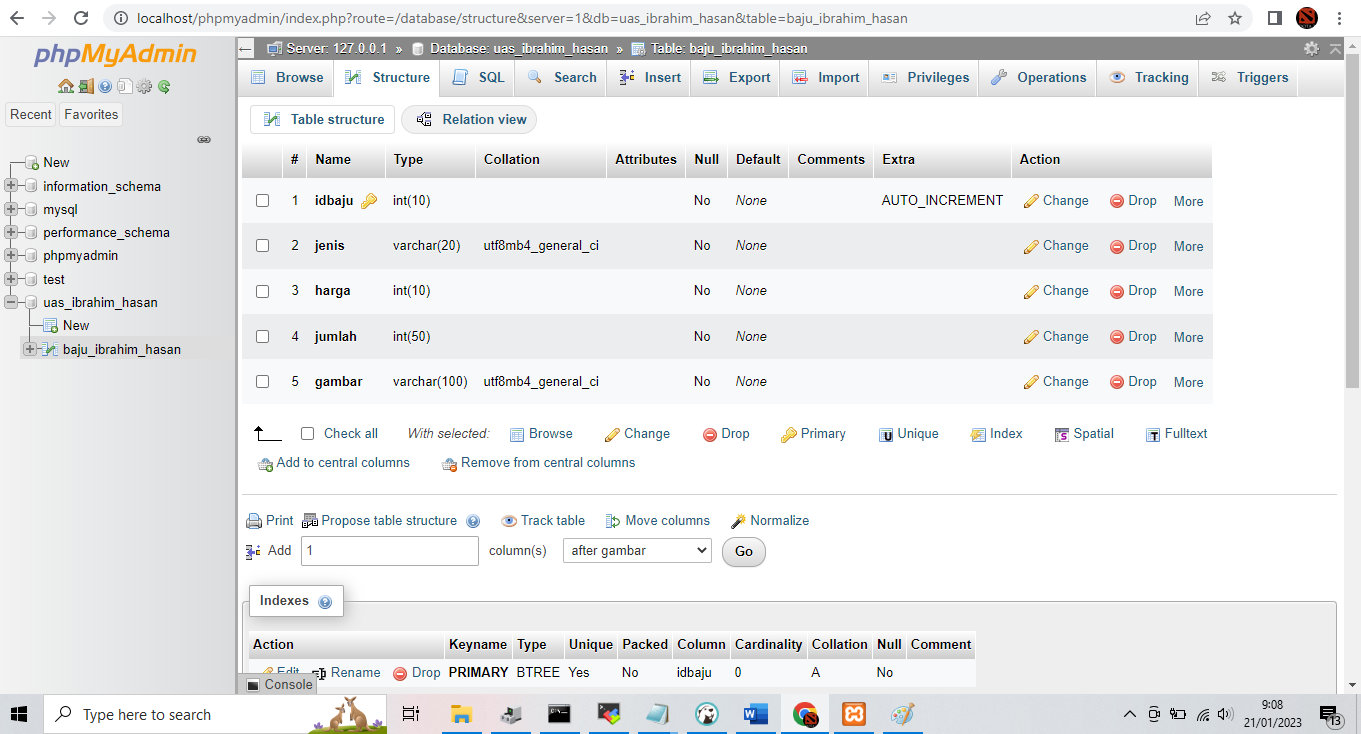 localhost/phpmyadmin/index.php?route=/database/structure&server=1&db=uas_ibrahim_hasan&table=baju_ibrahim_hasan
phpMyAdmin
Recent Favorites
New
information_schema
mysql
performance_schema
phpmyadmin
test
uas_ibrahim_hasan
New
baju_ibrahim_hasan
Server: 127.0.0.1 » Database: uas_ibrahim_hasan » Table: baju_ibrahim_hasan
Browse Structure SQL Search Insert Export Import Privileges Operations Tracking Triggers
Table structure Relation view
# Name Type Collation Attributes Null Default Comments Extra Action
1 idbaju int(10) No None AUTO_INCREMENT Change Drop More
2 jenis varchar(20) utf8mb4_general_ci No None Change Drop More
3 harga int(10) No None Change Drop More
4 jumlah int(50) No None Change Drop More
5 gambar varchar(100) utf8mb4_general_ci No None Change Drop More
Check all With selected: Browse Change Drop Primary Unique Index Spatial Fulltext
Add to central columns Remove from central columns
Print Propose table structure Track table Move columns Normalize
Add 1 column(s) after gambar Go
Indexes
Action Keyname Type Unique Packed Column Cardinality Collation Null Comment
Edit Rename Drop PRIMARY BTREE Yes No idbaju 0 A No
Console
Type here to search
9:08
21/01/2023
13